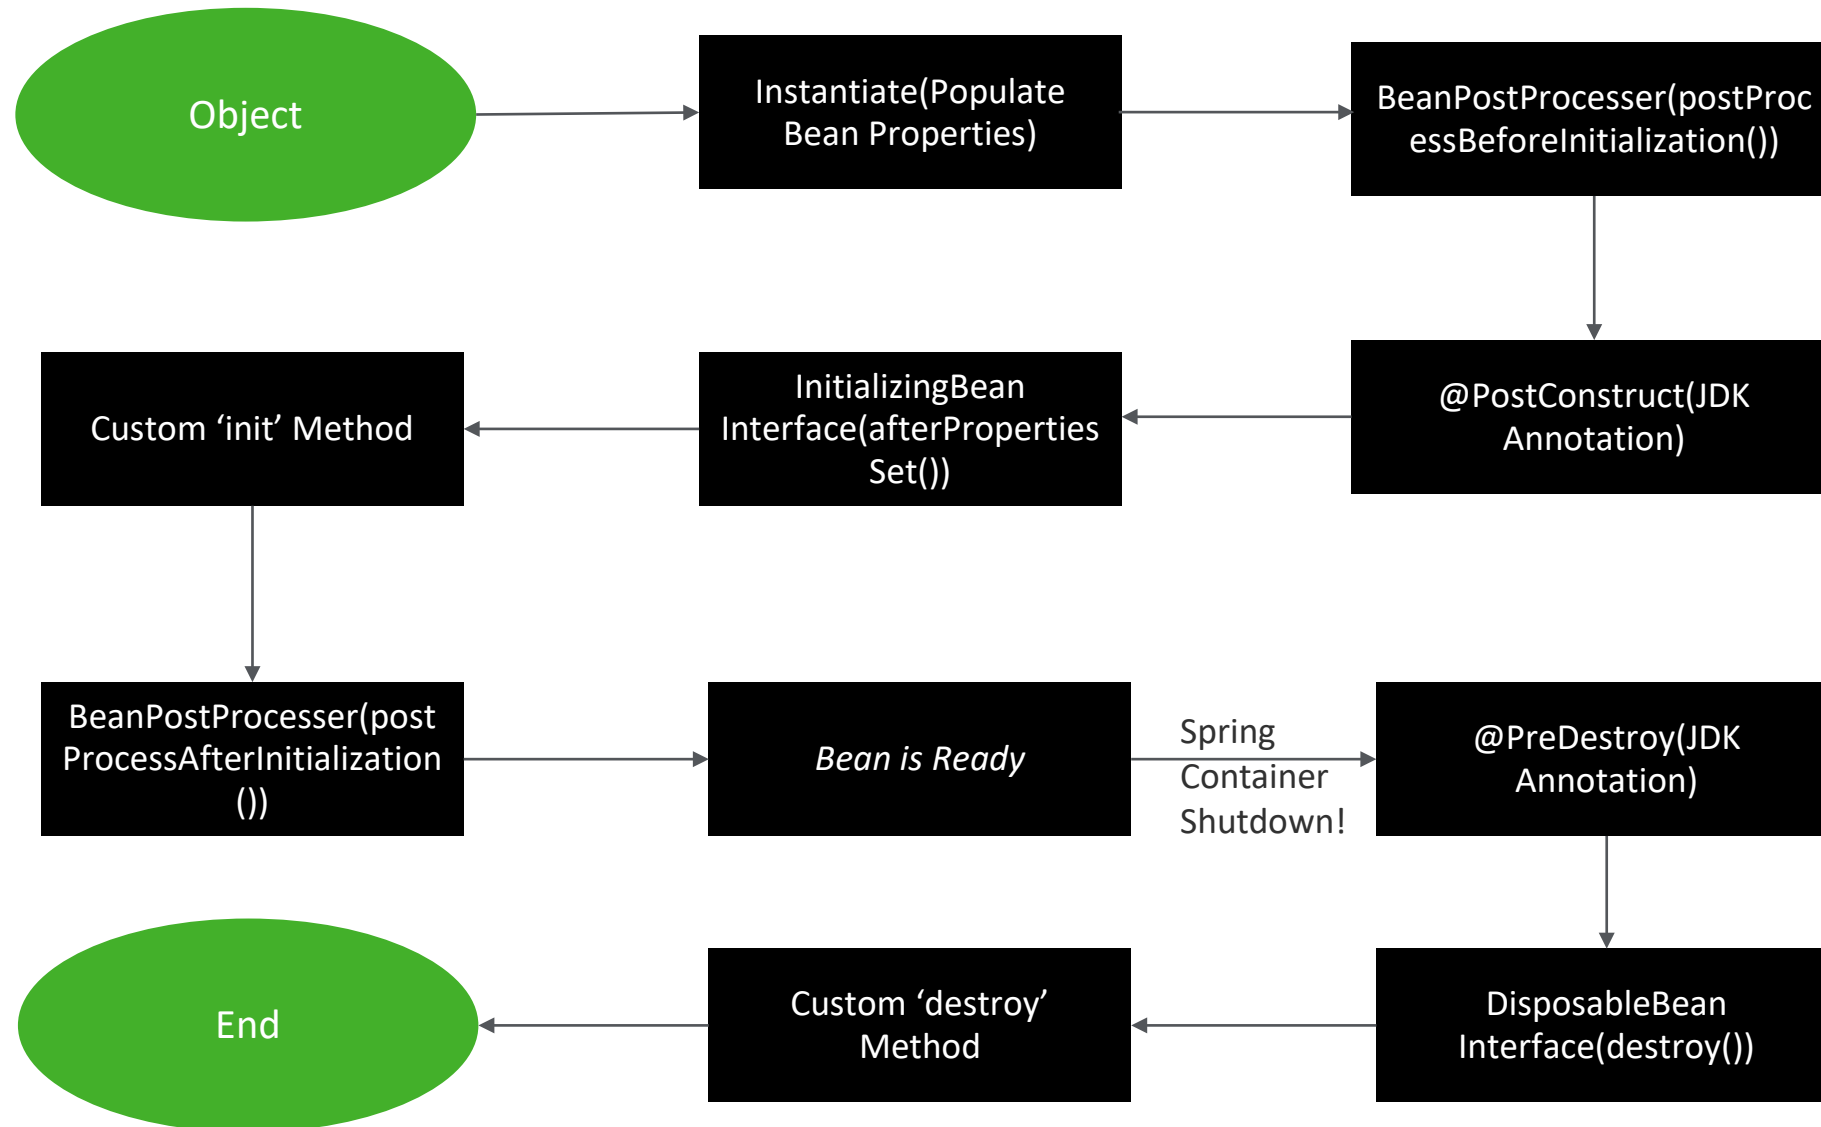 Object
Instantiate(Populate
Bean Properties)
BeanPostProcesser(postProc
essBeforeInitialization())
@PostConstruct(JDK
Annotation)
InitializingBean
Interface(afterProperties
Set())
Custom ‘init’ Method
BeanPostProcesser(post
ProcessAfterInitialization
())
Bean is Ready
Spring
Container
Shutdown!
@PreDestroy(JDK
Annotation)
DisposableBean
Interface(destroy())
Custom ‘destroy’
Method
End